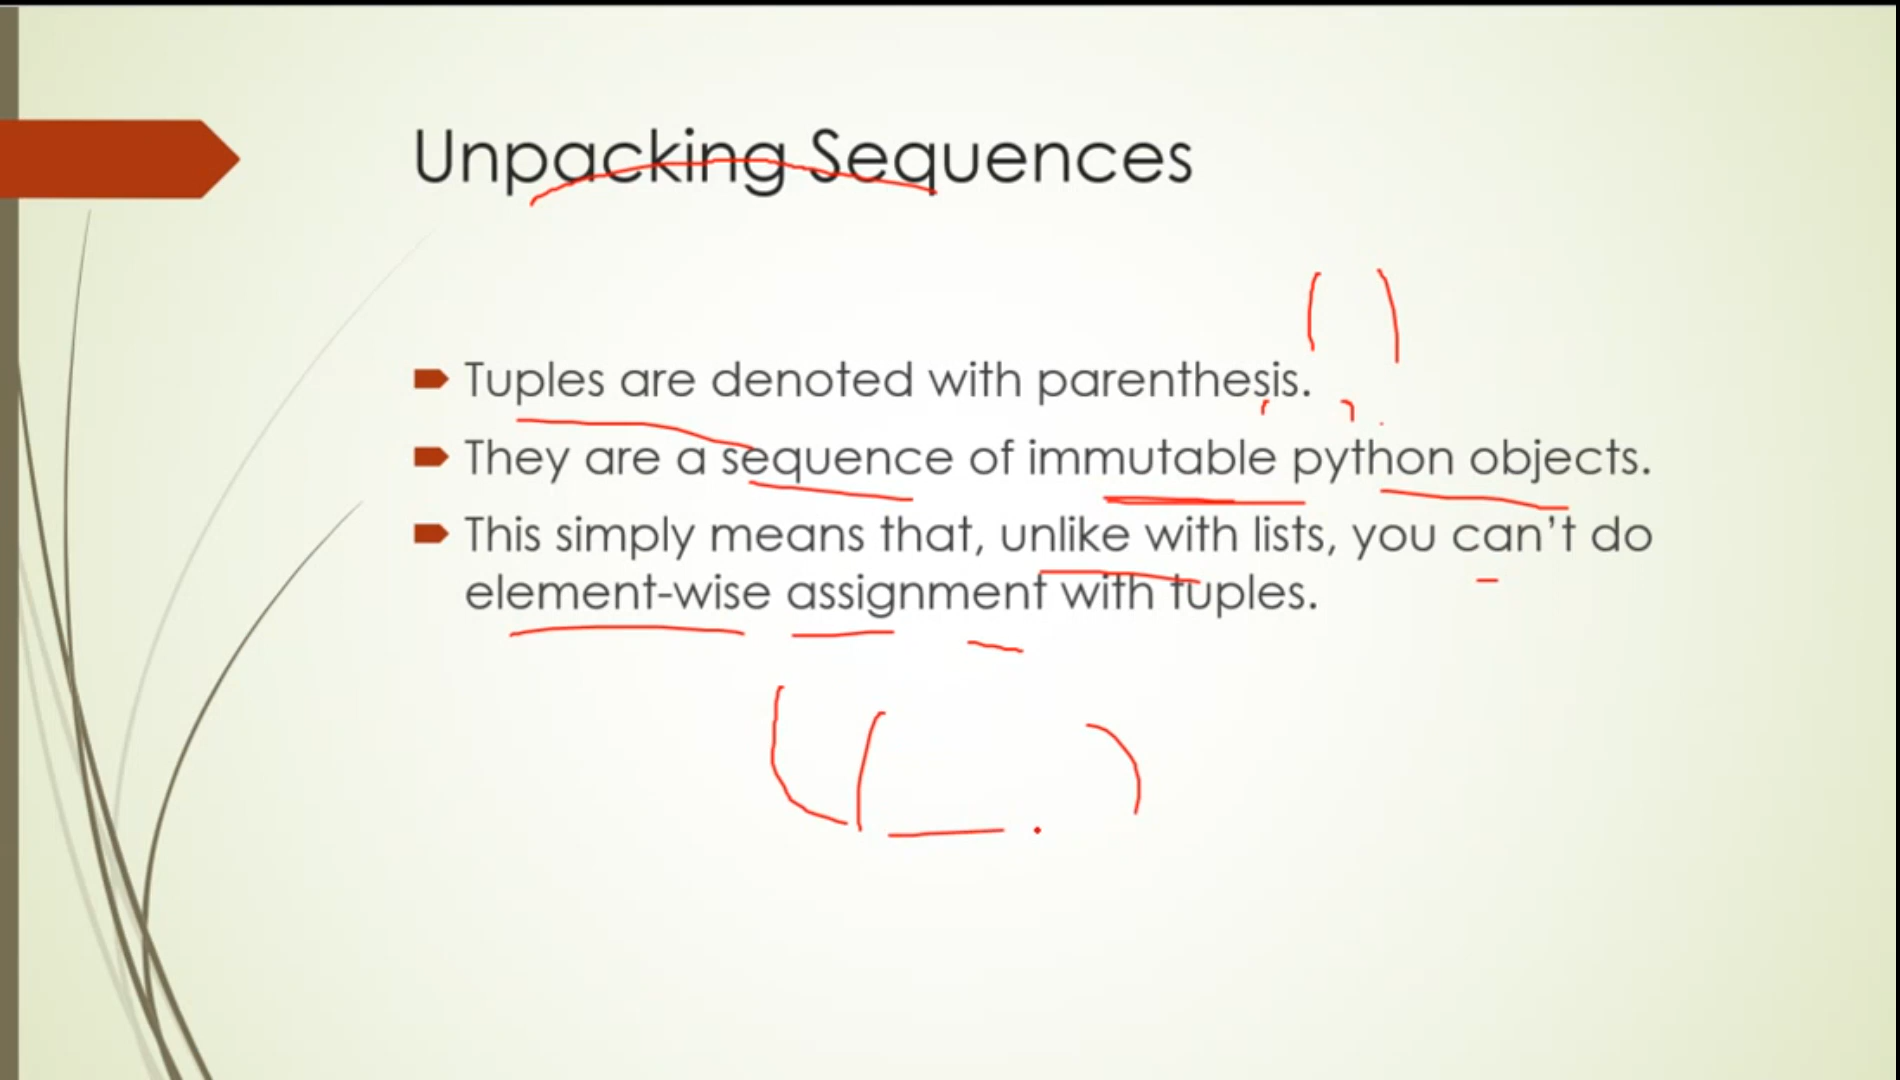 Unpacking Sequences
( )
Tuples are denoted with parenthesis.
They are a sequence of immutable python objects.
This simply means that, unlike with lists, you can’t do
element-wise assignment with tuples.